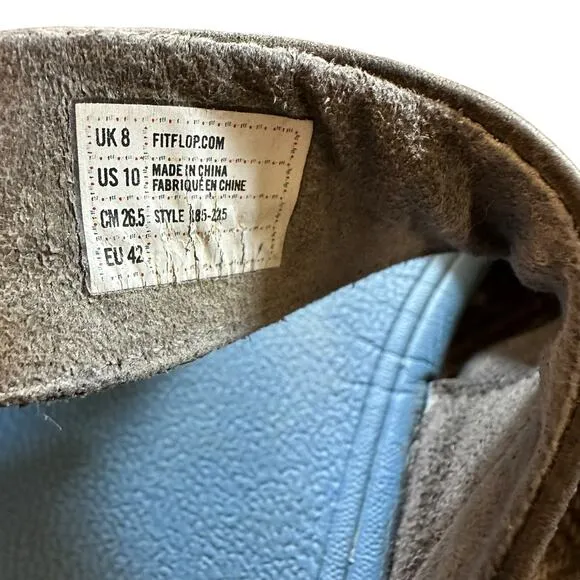 UK 8 FITFLOP.COM
US 10 MADE IN CHINA
FABRIQUÉ EN CHINE
CM 26.5 STYLE
EU 42